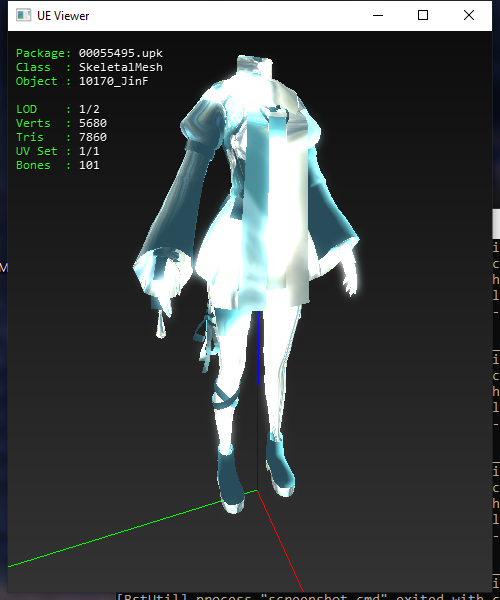 UE Viewer
Package: 00055495.upk
Class : SkeletalMesh
Object : 10170_JinF
LOD : 1/2
Verts : 5680
Tris : 7860
UV Set : 1/1
Bones : 101
M
i
c
h
l
-
i
c
h
l
-
i
c
h
l
-
i
[BstUtil] process "screenshot.cmd" exited with c